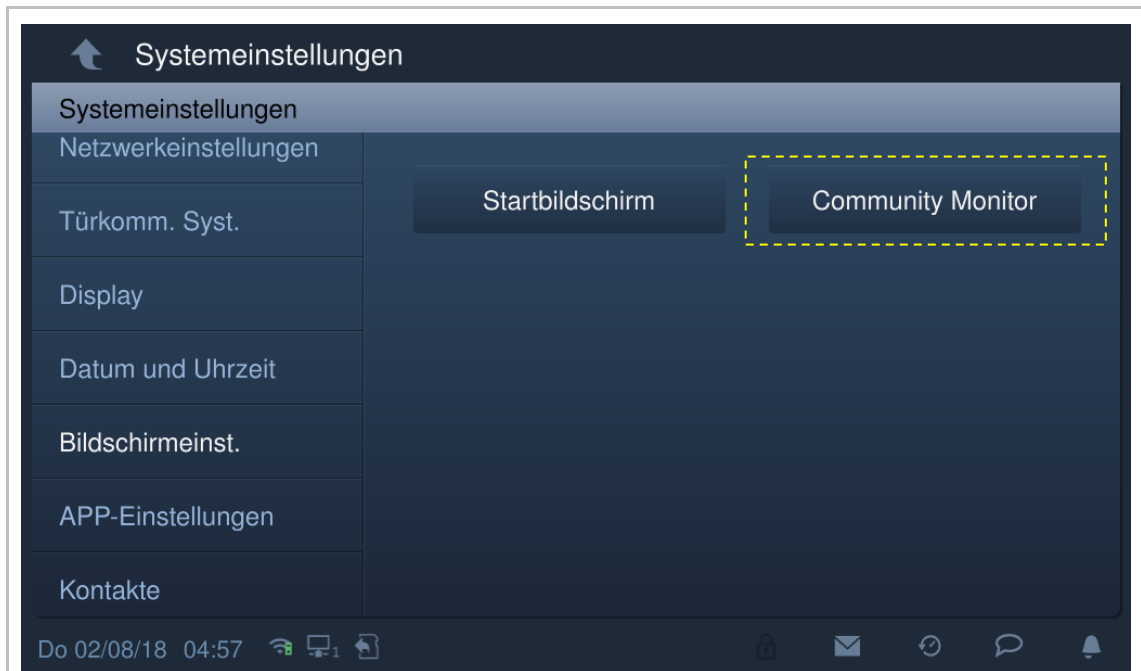 Systemeinstellungen
Systemeinstellungen
Netzwerkeinstellungen
Türkomm. Syst.
Display
Datum und Uhrzeit
Bildschirmeinst.
APP-Einstellungen
Kontakte
Startbildschirm
Community Monitor
Do 02/08/18 04:57 1